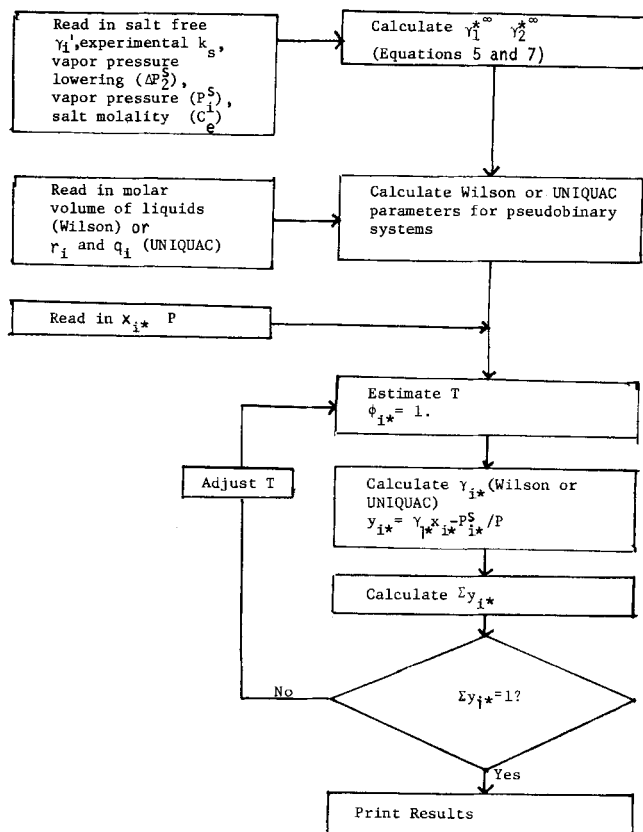 Read in salt free
γi',experimental ks,
vapor pressure
lowering (ΔP₂ˢ),
vapor pressure (Pᵢˢ),
salt molality (Cₑ)
Calculate γ₁*^∞ γ₂*^∞
(Equations 5 and 7)
Read in molar
volume of liquids
(Wilson) or
rᵢ and qᵢ (UNIQUAC)
Calculate Wilson or UNIQUAC
parameters for pseudobinary
systems
Read in xi* P
Estimate T
ϕi*= 1.
Adjust T
Calculate γi*(Wilson or
UNIQUAC)
yi*= γi*xi*-Pˢi*/P
Calculate Σyi*
No
Σyi*=1?
Yes
Print Results